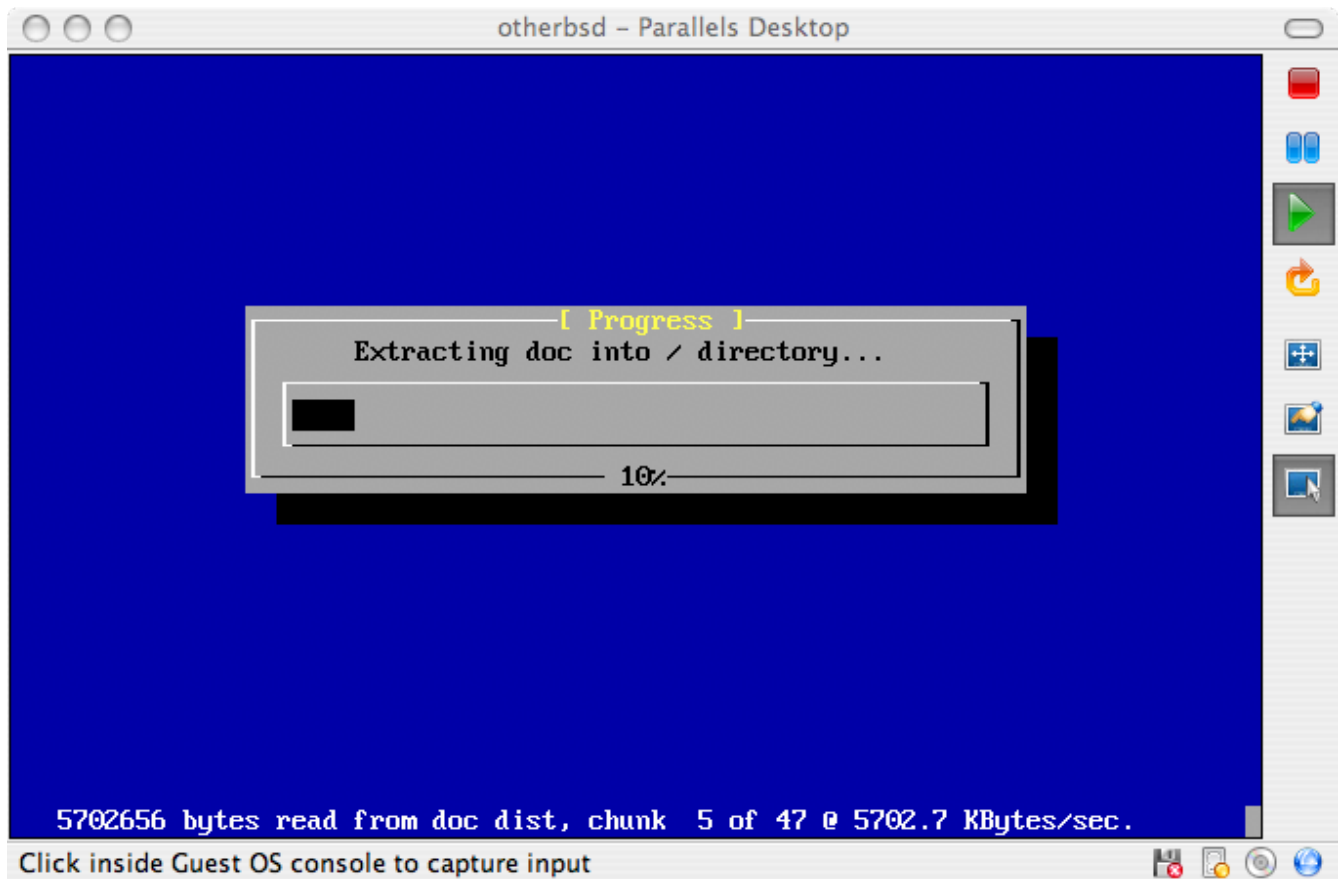 otherbsd – Parallels Desktop
[ Progress ]
Extracting doc into / directory...
10%
5702656 bytes read from doc dist, chunk  5 of 47 @ 5702.7 KBytes/sec.
Click inside Guest OS console to capture input